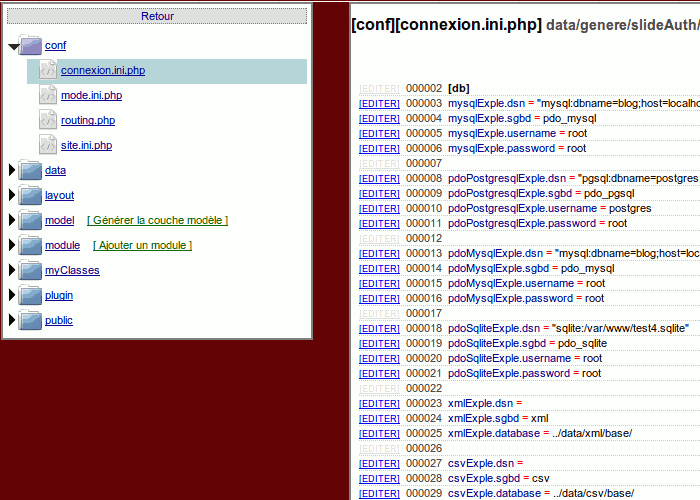 Retour
conf
connexion.ini.php
mode.ini.php
routing.php
site.ini.php
data
layout
model [ Générer la couche modèle ]
module [ Ajouter un module ]
myClasses
plugin
public
[conf][connexion.ini.php] data/genere/slideAuth/
[EDITER] 000002 [db]
[EDITER] 000003 mysqlExple.dsn = "mysql:dbname=blog;host=localho
[EDITER] 000004 mysqlExple.sgbd = pdo_mysql
[EDITER] 000005 mysqlExple.username = root
[EDITER] 000006 mysqlExple.password = root
[EDITER] 000007
[EDITER] 000008 pdoPostgresqlExple.dsn = "pgsql:dbname=postgres
[EDITER] 000009 pdoPostgresqlExple.sgbd = pdo_pgsql
[EDITER] 000010 pdoPostgresqlExple.username = postgres
[EDITER] 000011 pdoPostgresqlExple.password = root
[EDITER] 000012
[EDITER] 000013 pdoMysqlExple.dsn = "mysql:dbname=blog;host=loc
[EDITER] 000014 pdoMysqlExple.sgbd = pdo_mysql
[EDITER] 000015 pdoMysqlExple.username = root
[EDITER] 000016 pdoMysqlExple.password = root
[EDITER] 000017
[EDITER] 000018 pdoSqliteExple.dsn = "sqlite:/var/www/test4.sqlite"
[EDITER] 000019 pdoSqliteExple.sgbd = pdo_sqlite
[EDITER] 000020 pdoSqliteExple.username = root
[EDITER] 000021 pdoSqliteExple.password = root
[EDITER] 000022
[EDITER] 000023 xmlExple.dsn =
[EDITER] 000024 xmlExple.sgbd = xml
[EDITER] 000025 xmlExple.database = ../data/xml/base/
[EDITER] 000026
[EDITER] 000027 csvExple.dsn =
[EDITER] 000028 csvExple.sgbd = csv
[EDITER] 000029 csvExple.database = ../data/csv/base/